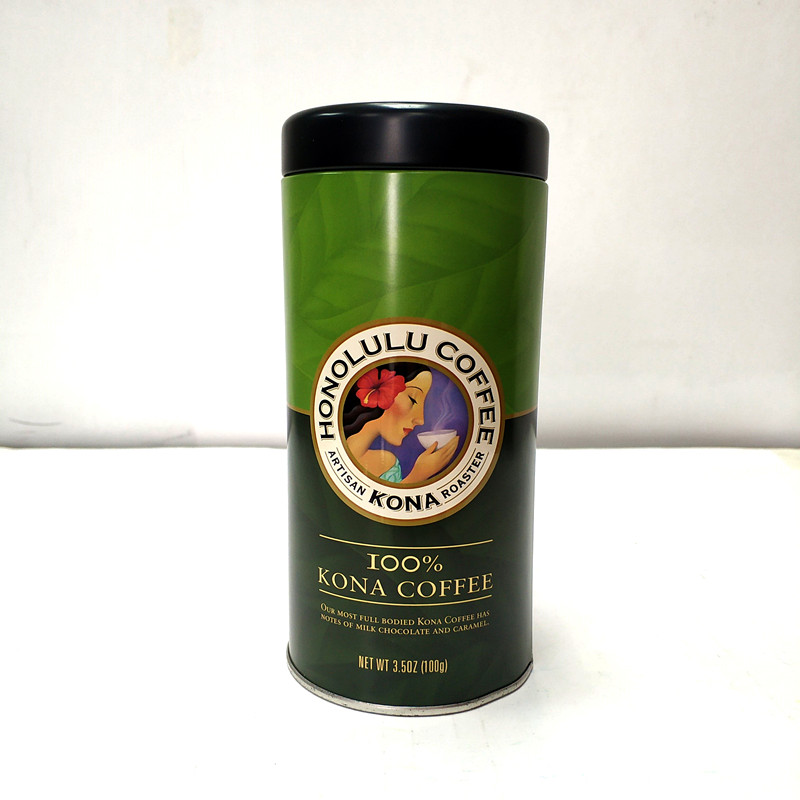 HONOLULU COFFEE
ARTISAN KONA ROASTER
100%
KONA COFFEE
OUR MOST FULL BODIED KONA COFFEE HAS
NOTES OF MILK CHOCOLATE AND CARAMEL.
NET WT 3.5OZ (100g)